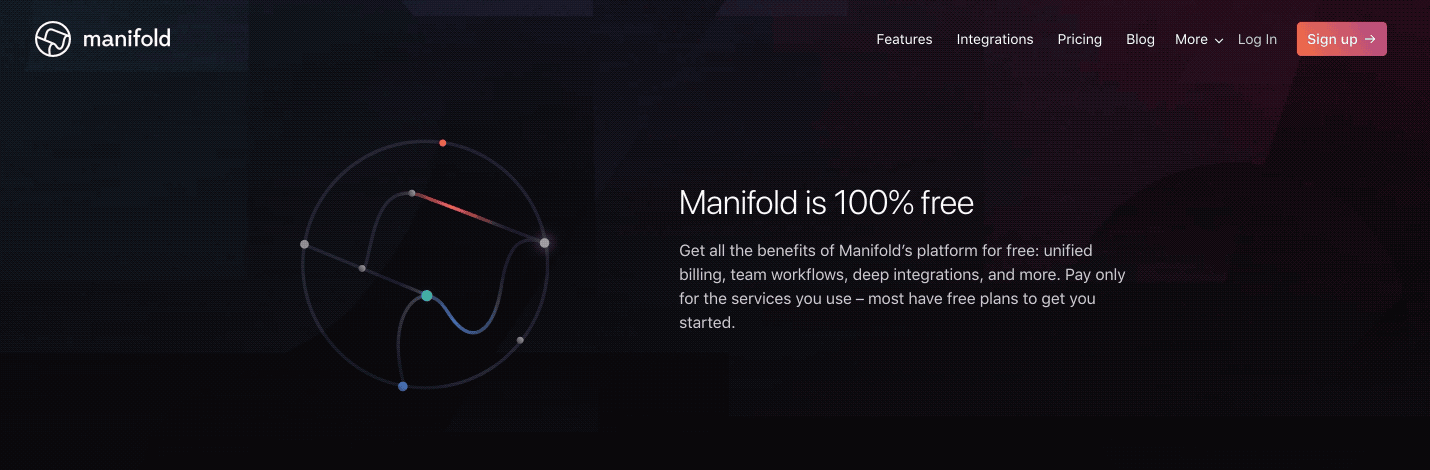 manifold
Features Integrations Pricing Blog More Log In Sign up →
Manifold is 100% free
Get all the benefits of Manifold’s platform for free: unified
billing, team workflows, deep integrations, and more. Pay only
for the services you use – most have free plans to get you
started.